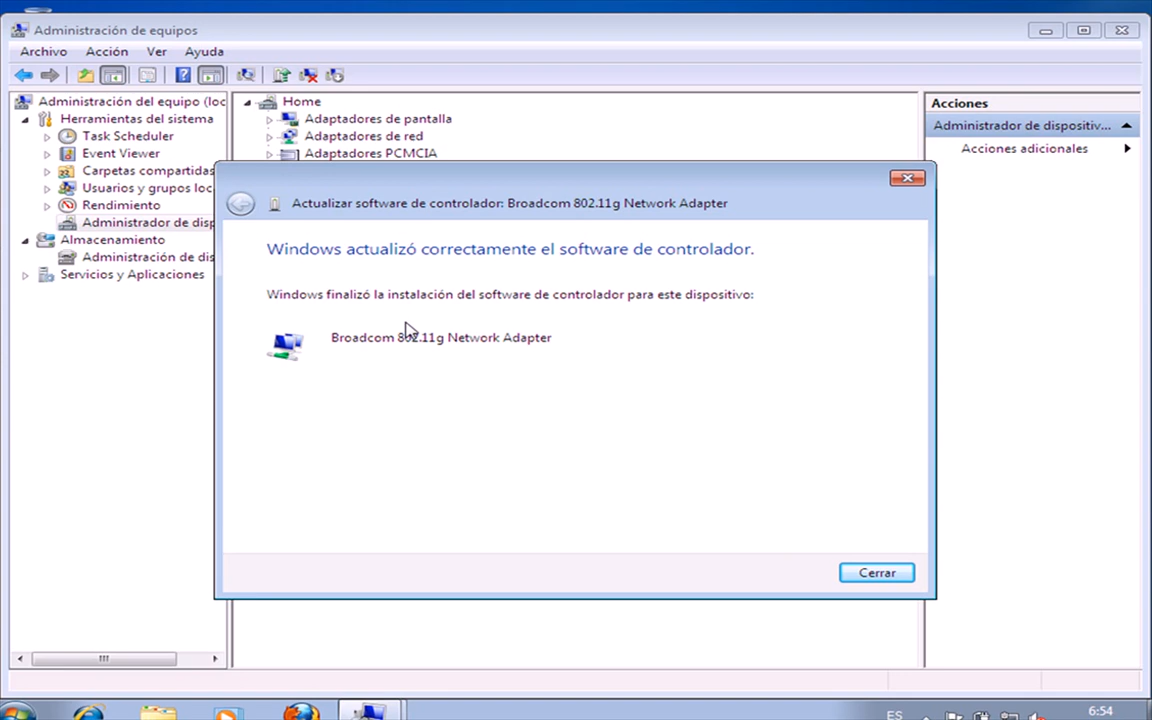 Administración de equipos
Archivo Acción Ver Ayuda
Administración del equipo (loc
Herramientas del sistema
Task Scheduler
Event Viewer
Carpetas compartidas
Usuarios y grupos loc
Rendimiento
Administrador de disp
Almacenamiento
Administración de dis
Servicios y Aplicaciones
Home
Adaptadores de pantalla
Adaptadores de red
Adaptadores PCMCIA
Acciones
Administrador de dispositiv...
Acciones adicionales
Actualizar software de controlador: Broadcom 802.11g Network Adapter
Windows actualizó correctamente el software de controlador.
Windows finalizó la instalación del software de controlador para este dispositivo:
Broadcom 802.11g Network Adapter
Cerrar
ES
6:54